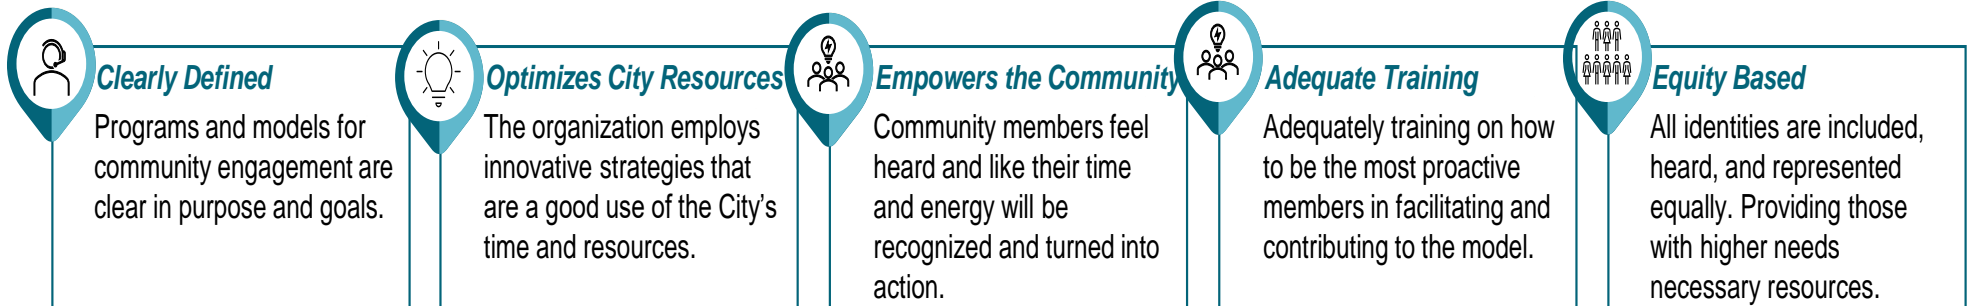 Clearly Defined
Programs and models for
community engagement are
clear in purpose and goals.
Optimizes City Resources
The organization employs
innovative strategies that
are a good use of the City's
time and resources.
Empowers the Community
Community members feel
heard and like their time
and energy will be
recognized and turned into
action.
Adequate Training
Adequately training on how
to be the most proactive
members in facilitating and
contributing to the model.
Equity Based
All identities are included,
heard, and represented
equally. Providing those
with higher needs
necessary resources.